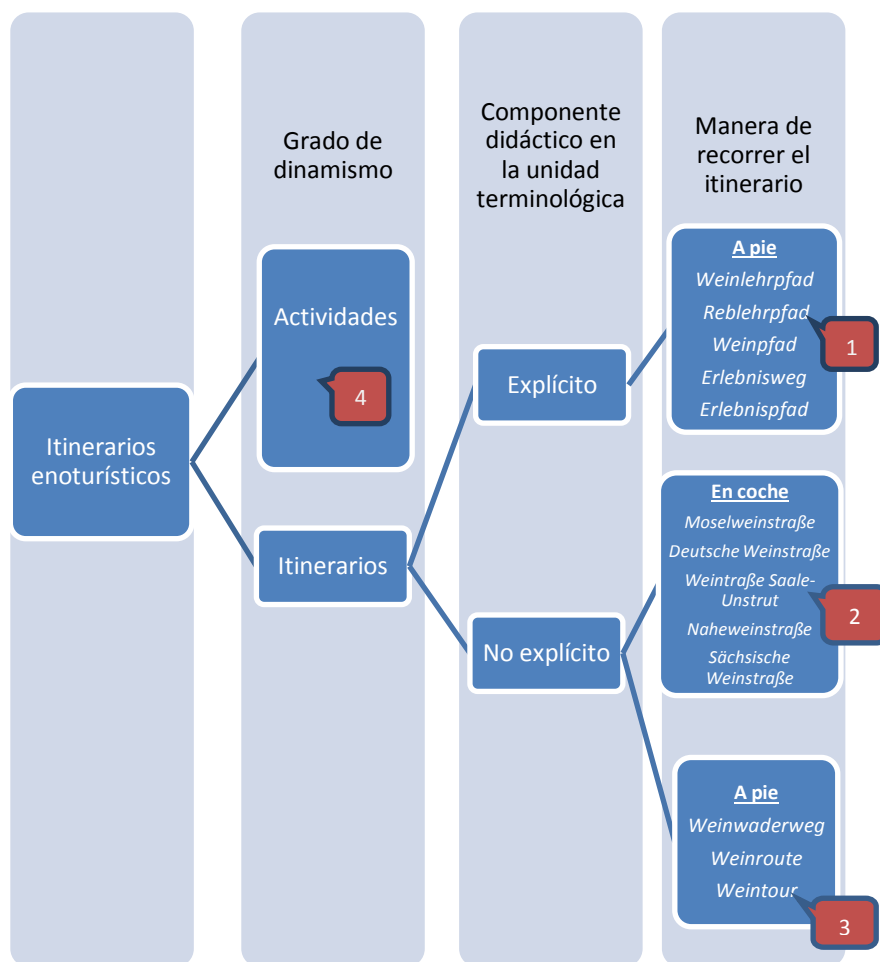 Grado de
dinamismo
Componente
didáctico en
la unidad
terminológica
Manera de
recorrer el
itinerario
Itinerarios
enoturísticos
Actividades
4
Itinerarios
Explícito
No explícito
A pie
Weinlehrpfad
Reblehrpfad
Weinpfad
Erlebnisweg
Erlebnispfad
1
En coche
Moselweinstraße
Deutsche Weinstraße
Weintraße Saale-
Unstrut
Naheweinstraße
Sächsische
Weinstraße
2
A pie
Weinwaderweg
Weinroute
Weintour
3